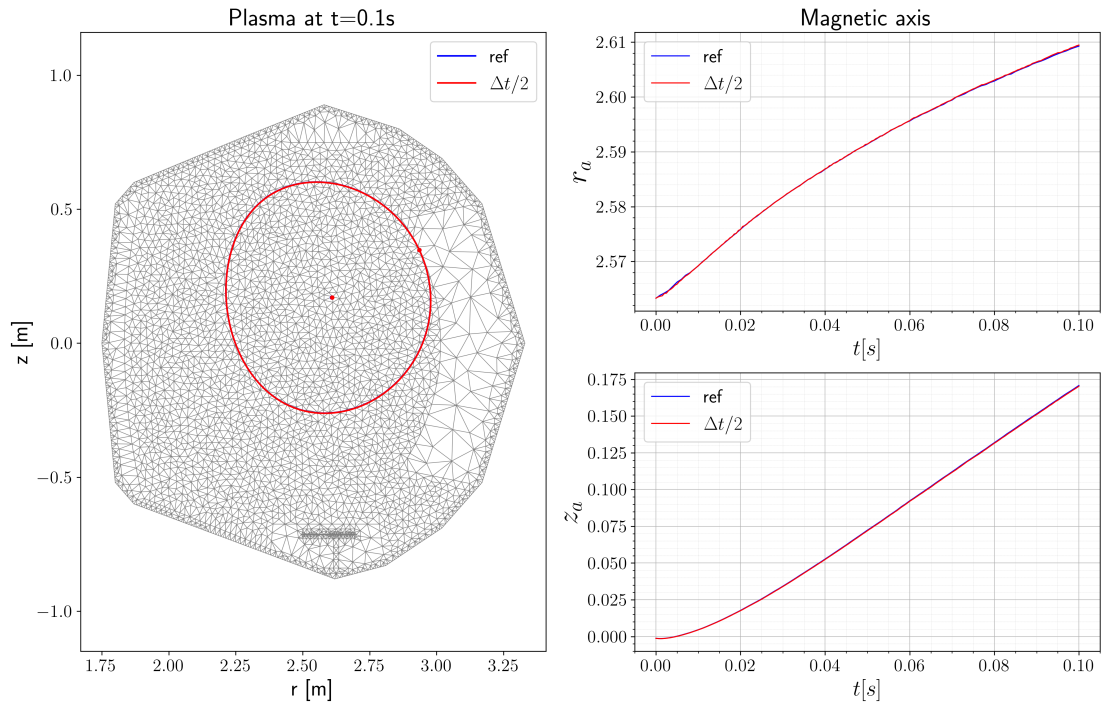 Plasma at t=0.1s
ref
Δt/2
1.0
0.5
0.0
−0.5
−1.0
z [m]
1.75 2.00 2.25 2.50 2.75 3.00 3.25
r [m]
Magnetic axis
ref
Δt/2
2.61
2.60
2.59
2.58
2.57
r_a
0.00 0.02 0.04 0.06 0.08 0.10
t[s]
ref
Δt/2
0.175
0.150
0.125
0.100
0.075
0.050
0.025
0.000
z_a
0.00 0.02 0.04 0.06 0.08 0.10
t[s]